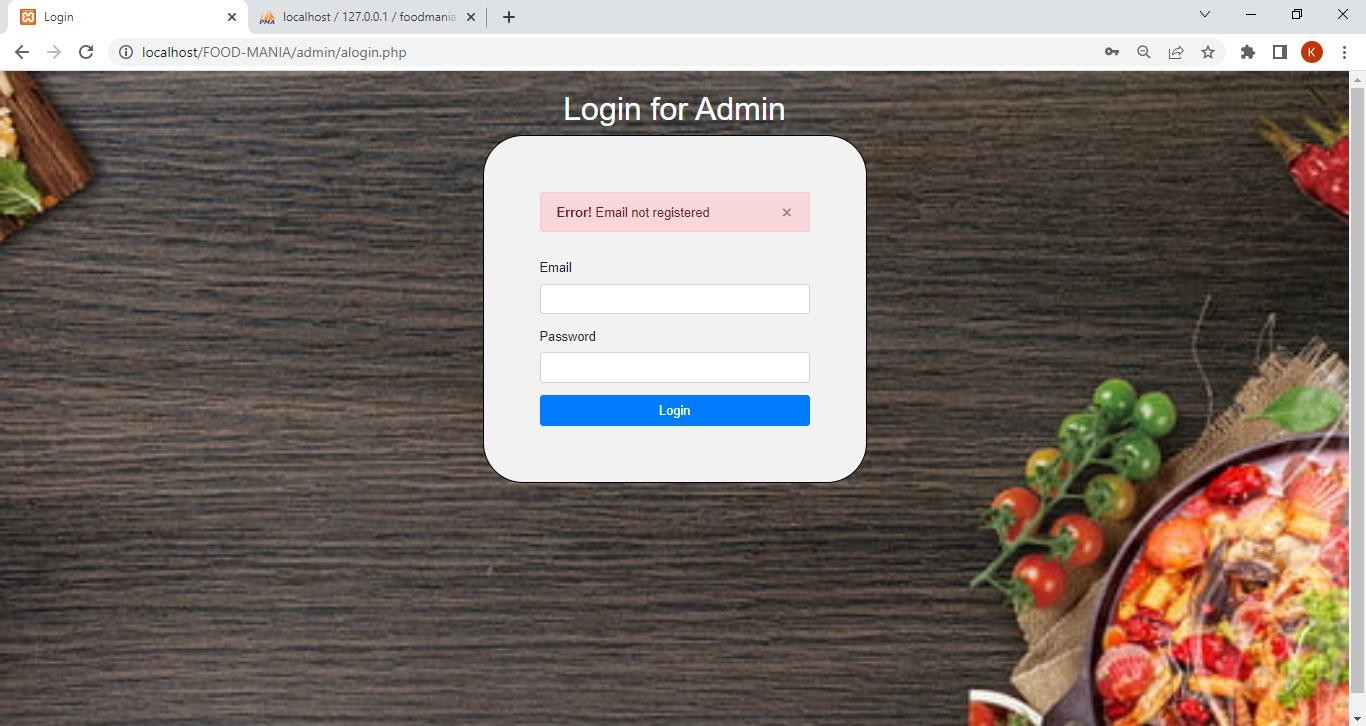 Login
localhost / 127.0.0.1 / foodmania
localhost/FOOD-MANIA/admin/alogin.php
K
Login for Admin
Error! Email not registered
Email
Password
Login